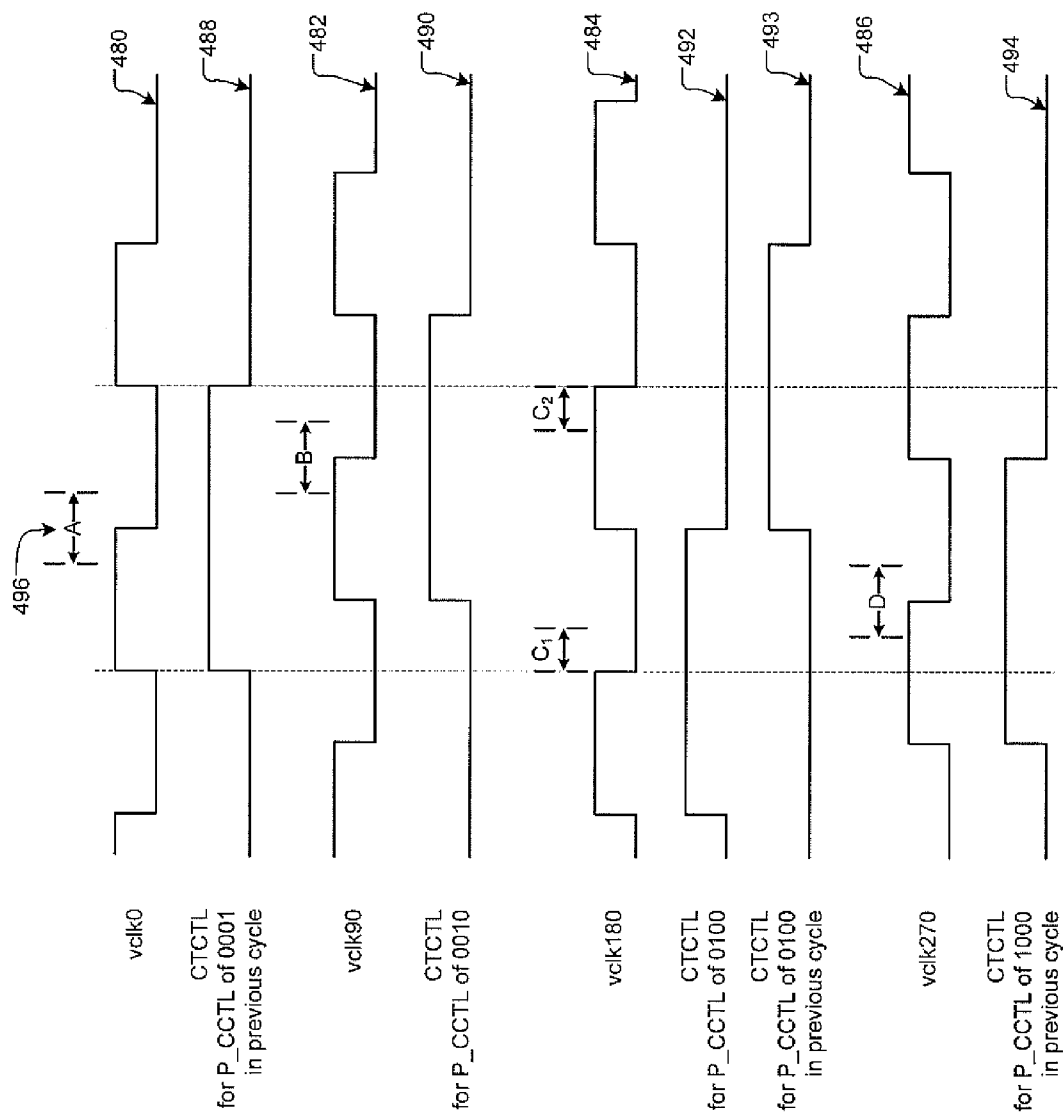 496
A
480
vclk0
488
CTCTL
for P_CCTL of 0001
in previous cycle
B
482
vclk90
490
CTCTL
for P_CCTL of 0010
C1
C2
484
vclk180
492
CTCTL
for P_CCTL of 0100
493
CTCTL
for P_CCTL of 0100
in previous cycle
D
486
vclk270
494
CTCTL
for P_CCTL of 1000
in previous cycle